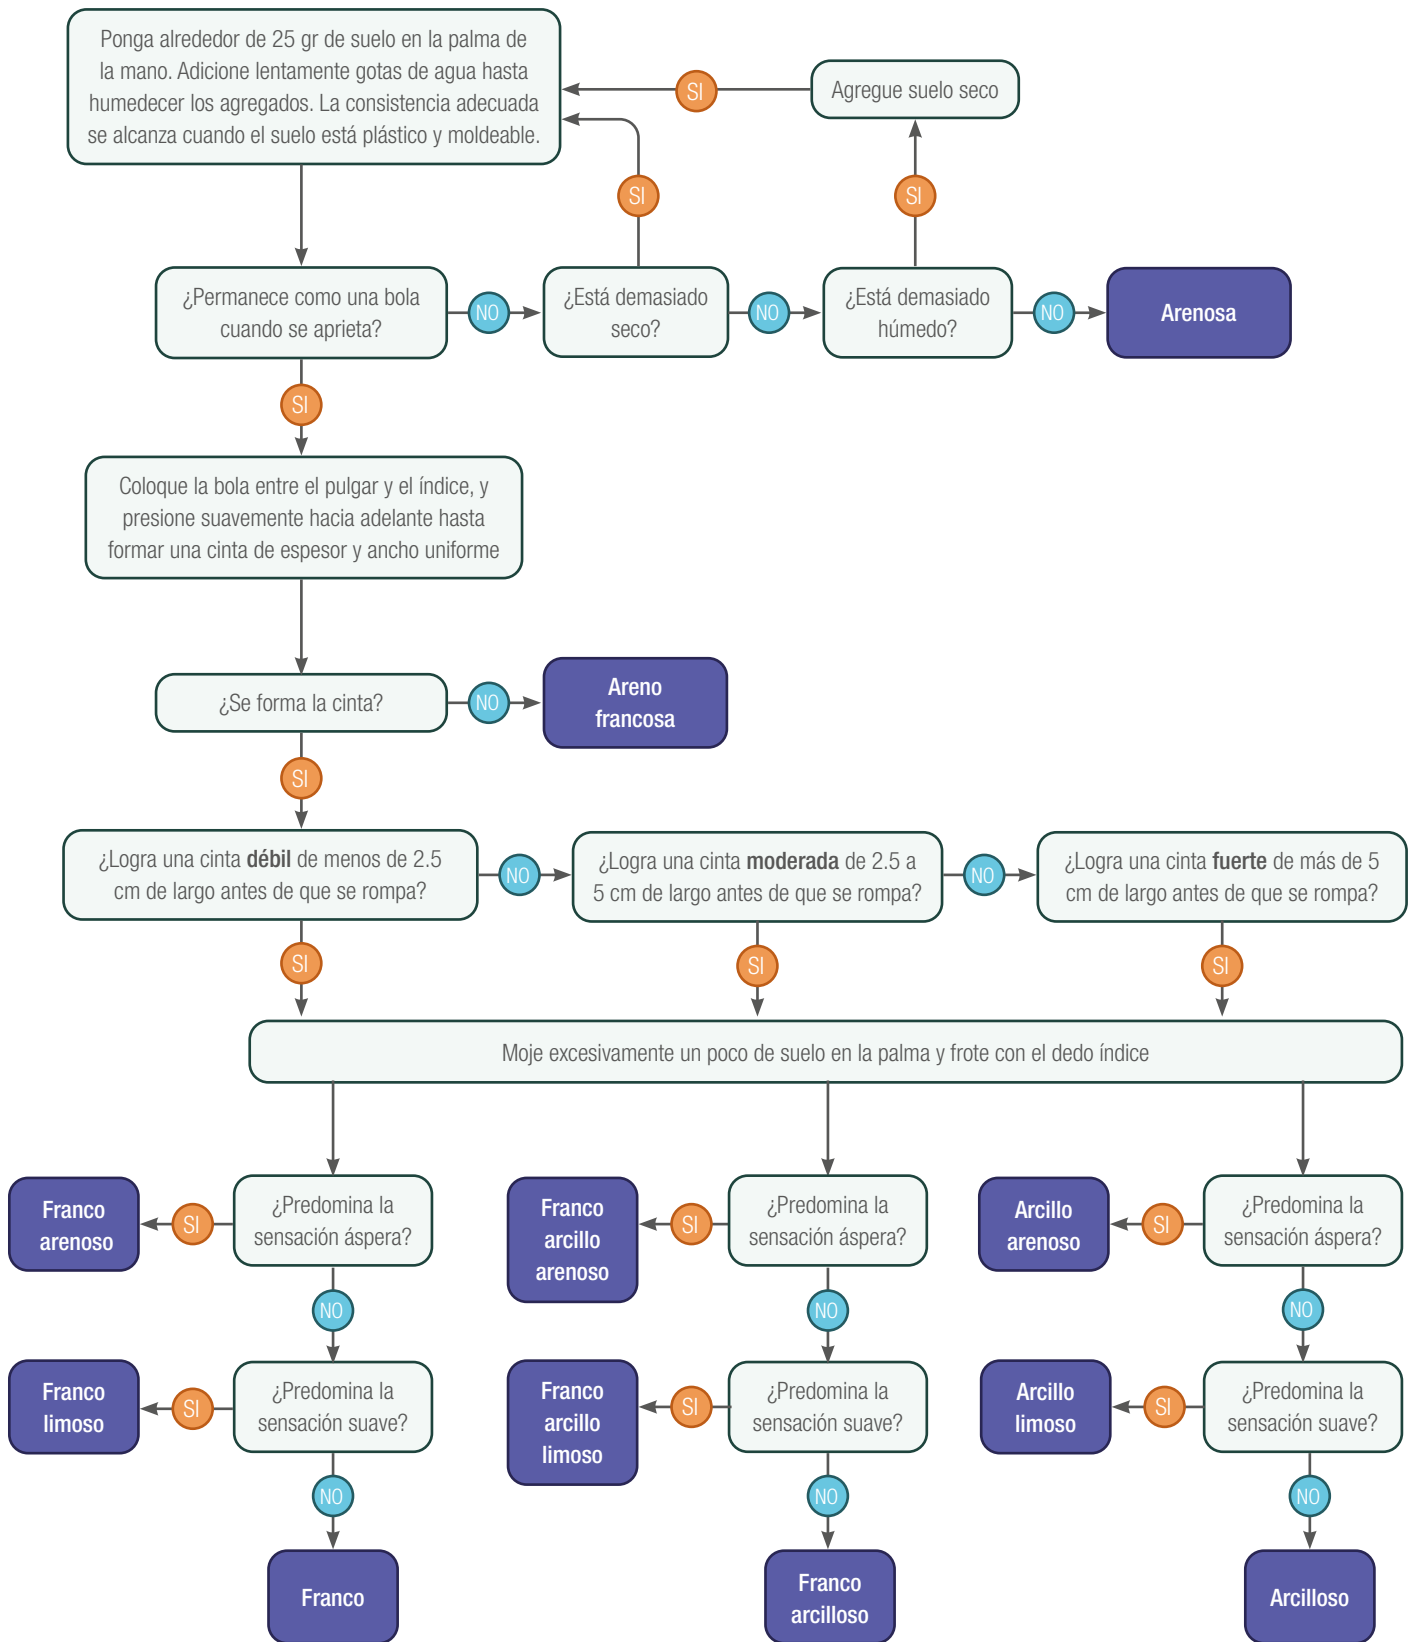 Ponga alrededor de 25 gr de suelo en la palma de
la mano. Adicione lentamente gotas de agua hasta
humedecer los agregados. La consistencia adecuada
se alcanza cuando el suelo está plástico y moldeable.
SI
Agregue suelo seco
SI
SI
¿Permanece como una bola
cuando se aprieta?
NO
¿Está demasiado
seco?
NO
¿Está demasiado
húmedo?
NO
Arenosa
SI
Coloque la bola entre el pulgar y el índice, y
presione suavemente hacia adelante hasta
formar una cinta de espesor y ancho uniforme
¿Se forma la cinta?
NO
Areno
francosa
SI
¿Logra una cinta débil de menos de 2.5
cm de largo antes de que se rompa?
NO
¿Logra una cinta moderada de 2.5 a
5 cm de largo antes de que se rompa?
NO
¿Logra una cinta fuerte de más de 5
cm de largo antes de que se rompa?
SI
SI
SI
Moje excesivamente un poco de suelo en la palma y frote con el dedo índice
Franco
arenoso
SI
¿Predomina la
sensación áspera?
Franco
arcillo
arenoso
SI
¿Predomina la
sensación áspera?
Arcillo
arenoso
SI
¿Predomina la
sensación áspera?
NO
NO
NO
Franco
limoso
SI
¿Predomina la
sensación suave?
Franco
arcillo
limoso
SI
¿Predomina la
sensación suave?
Arcillo
limoso
SI
¿Predomina la
sensación suave?
NO
NO
NO
Franco
Franco
arcilloso
Arcilloso